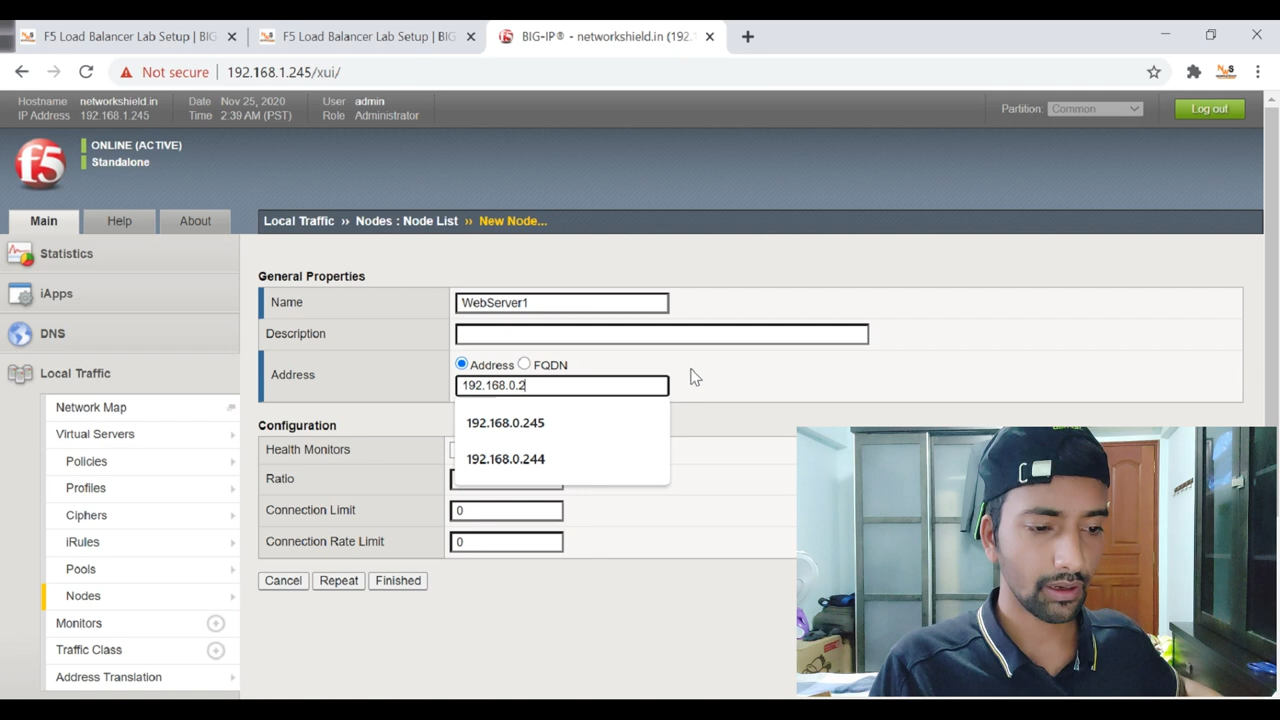 F5 Load Balancer Lab Setup | BIG
F5 Load Balancer Lab Setup | BIG
BIG-IP® - networkshield.in (192.1
Not secure
192.168.1.245/xui/
Hostname networkshield.in
IP Address 192.168.1.245
Date Nov 25, 2020
Time 2:39 AM (PST)
User admin
Role Administrator
Partition: Common
Log out
f5
ONLINE (ACTIVE)
Standalone
Main
Help
About
Local Traffic ›› Nodes : Node List ›› New Node...
Statistics
iApps
DNS
Local Traffic
Network Map
Virtual Servers
Policies
Profiles
Ciphers
iRules
Pools
Nodes
Monitors
Traffic Class
Address Translation
General Properties
Name
WebServer1
Description
Address
Address
FQDN
192.168.0.2
192.168.0.245
192.168.0.244
Configuration
Health Monitors
Ratio
Connection Limit
0
Connection Rate Limit
0
Cancel
Repeat
Finished